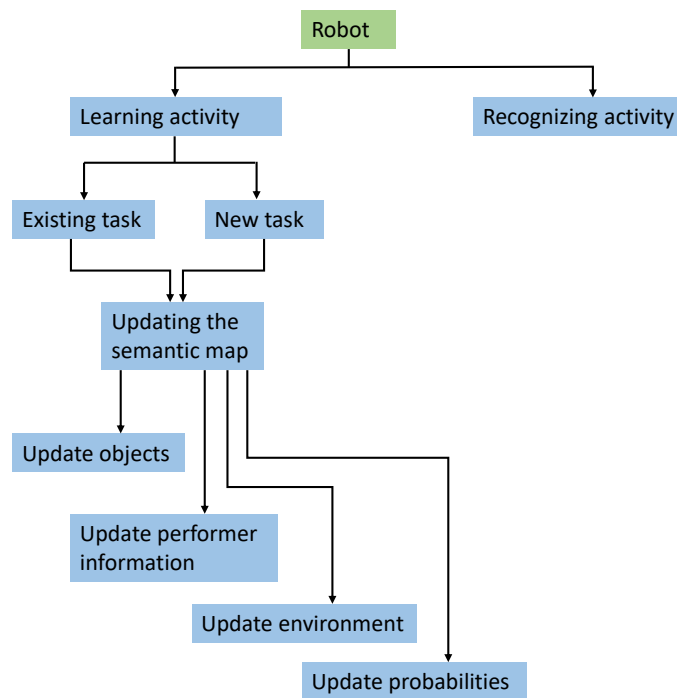 Robot
Learning activity
Recognizing activity
Existing task
New task
Updating the
semantic map
Update objects
Update performer
information
Update environment
Update probabilities